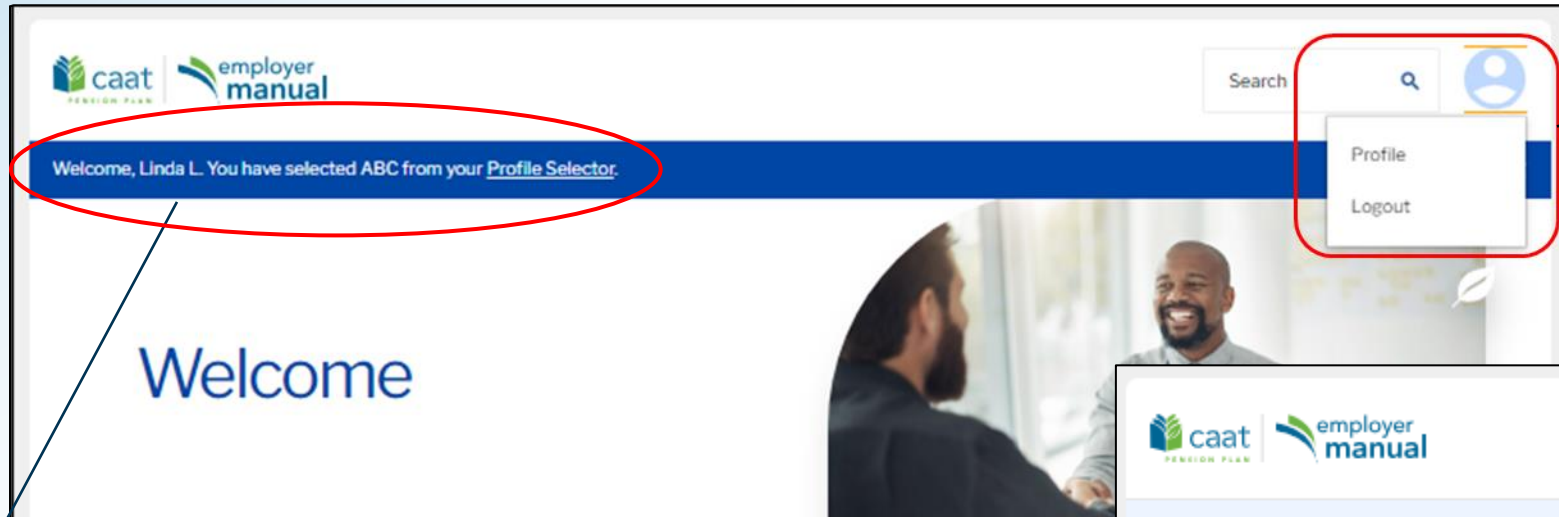 caat
PENSION PLAN
employer
manual
Search
Welcome, Linda L. You have selected ABC from your Profile Selector.
Profile
Logout
Welcome
caat
PENSION PLAN
employer
manual